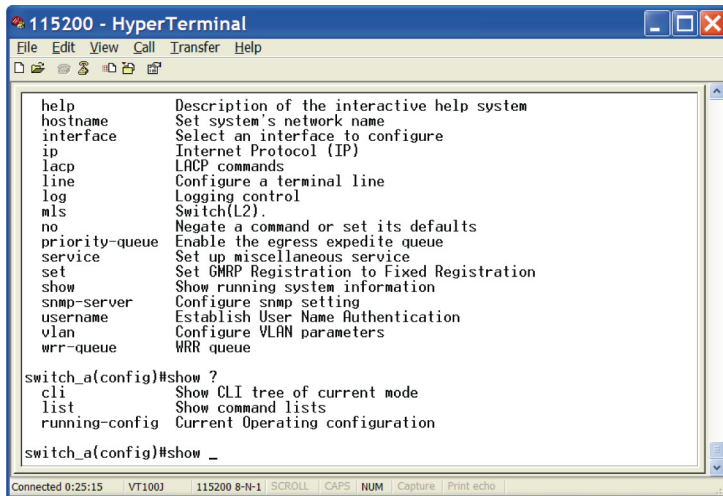 115200 - HyperTerminal
File Edit View Call Transfer Help
help Description of the interactive help system
hostname Set system's network name
interface Select an interface to configure
ip Internet Protocol (IP)
lacp LACP commands
line Configure a terminal line
log Logging control
mls Switch(L2).
no Negate a command or set its defaults
priority-queue Enable the egress expedite queue
service Set up miscellaneous service
set Set GMRP Registration to Fixed Registration
show Show running system information
snmp-server Configure snmp setting
username Establish User Name Authentication
vlan Configure VLAN parameters
wrr-queue WRR queue
switch_a(config)#show ?
cli Show CLI tree of current mode
list Show command lists
running-config Current Operating configuration
switch_a(config)#show _
Connected 0:25:15 VT100J 115200 8-N-1 SCROLL CAPS NUM Capture Print echo